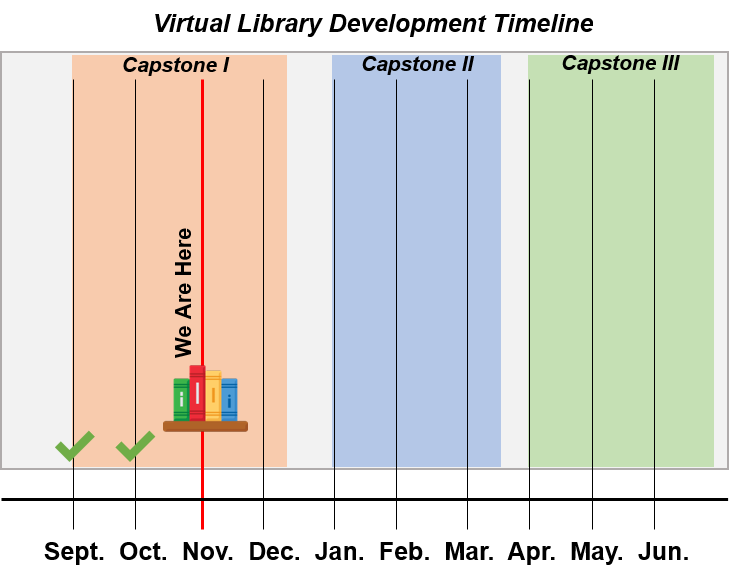 Virtual Library Development Timeline
Capstone I
Capstone II
Capstone III
We Are Here
Sept. Oct. Nov. Dec. Jan. Feb. Mar. Apr. May. Jun.